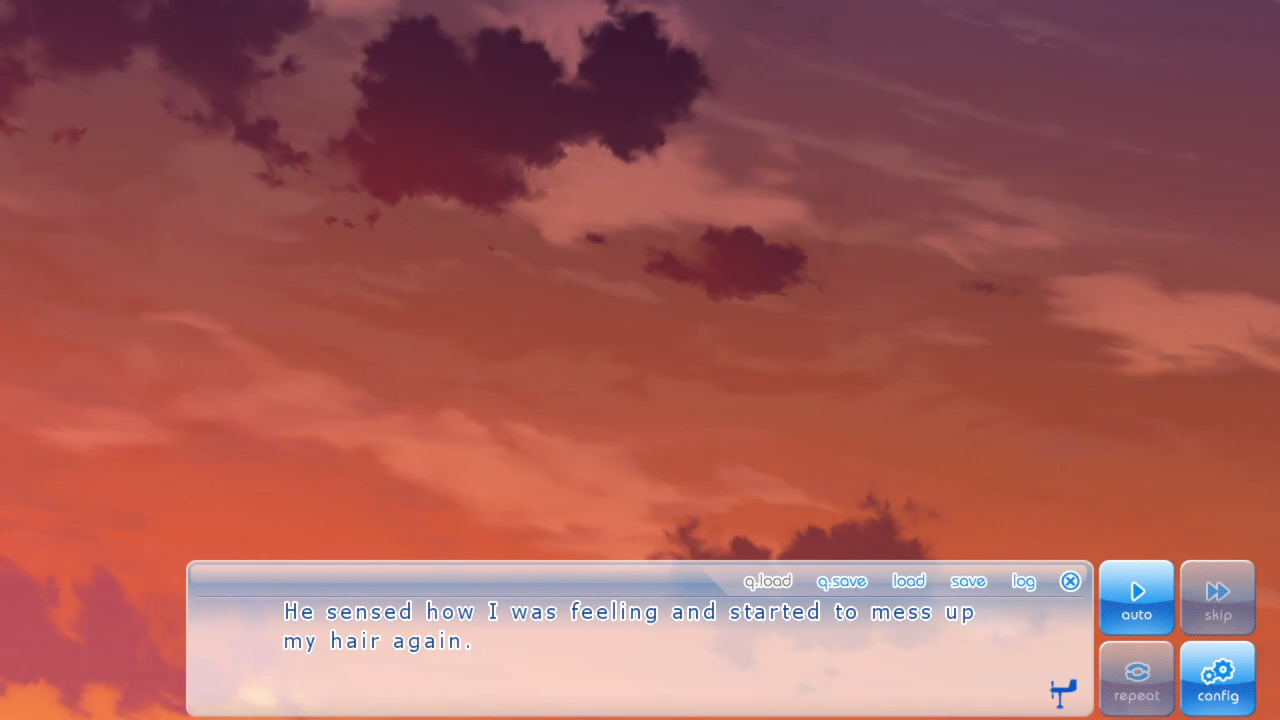 q.load q.save load save log
He sensed how I was feeling and started to mess up
my hair again.
auto
skip
repeat
config